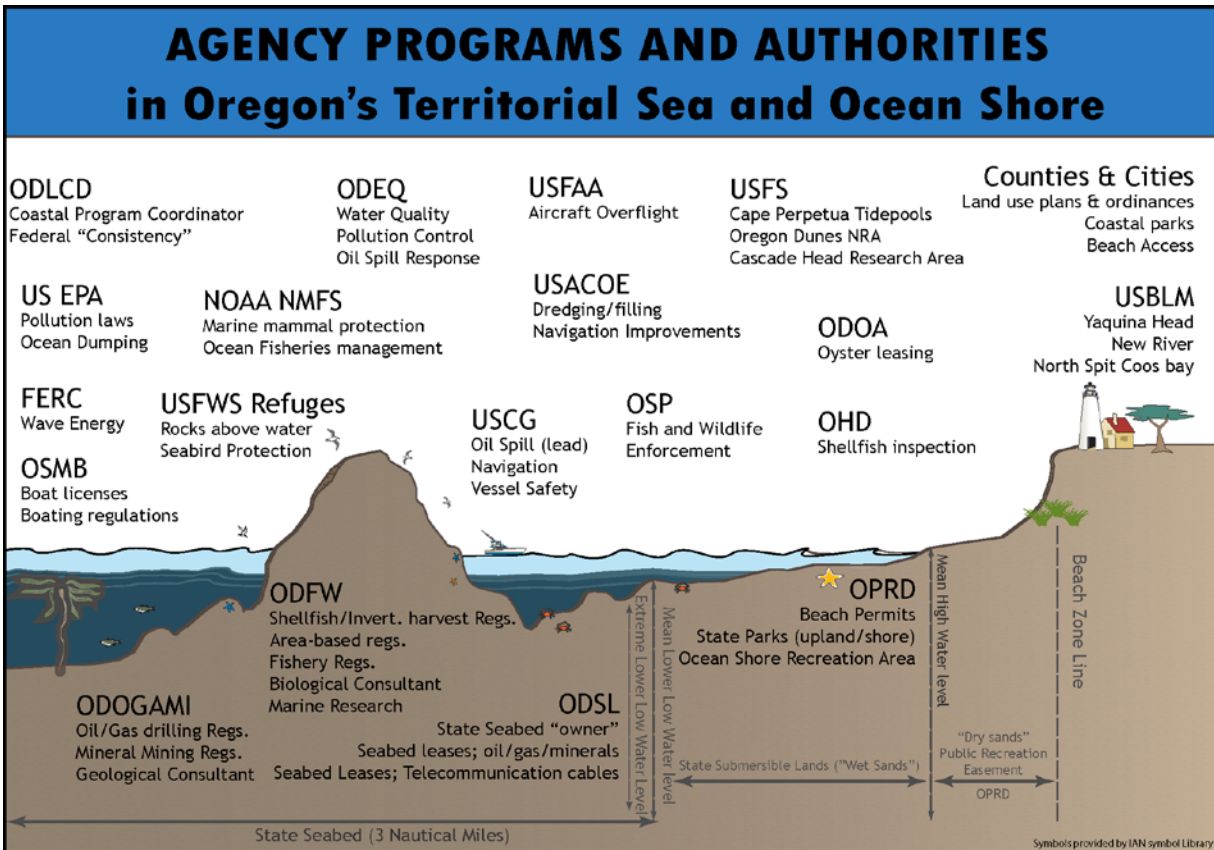 AGENCY PROGRAMS AND AUTHORITIES
in Oregon's Territorial Sea and Ocean Shore
ODLCD
Coastal Program Coordinator
Federal "Consistency"
ODEQ
Water Quality
Pollution Control
Oil Spill Response
USFAA
Aircraft Overflight
USFS
Cape Perpetua Tidepools
Oregon Dunes NRA
Cascade Head Research Area
Counties & Cities
Land use plans & ordinances
Coastal parks
Beach Access
US EPA
Pollution laws
Ocean Dumping
NOAA NMFS
Marine mammal protection
Ocean Fisheries management
USACOE
Dredging/filling
Navigation Improvements
ODOA
Oyster leasing
USBLM
Yaquina Head
New River
North Spit Coos bay
FERC
Wave Energy
USFWS Refuges
Rocks above water
Seabird Protection
USCG
Oil Spill (lead)
Navigation
Vessel Safety
OSP
Fish and Wildlife
Enforcement
OHD
Shellfish inspection
OSMB
Boat licenses
Boating regulations
ODFW
Shellfish/Invert. harvest Regs.
Area-based regs.
Fishery Regs.
Biological Consultant
Marine Research
OPRD
Beach Permits
State Parks (upland/shore)
Ocean Shore Recreation Area
ODOGAMI
Oil/Gas drilling Regs.
Mineral Mining Regs.
Geological Consultant
ODSL
State Seabed "owner"
Seabed leases; oil/gas/minerals
Seabed Leases; Telecommunication cables
Extreme Lower Low Water Level
Mean Lower Low Water level
Mean High Water level
Beach Zone Line
State Submersible Lands ("Wet Sands")
"Dry sands"
Public Recreation
Easement
OPRD
State Seabed (3 Nautical Miles)
Symbols provided by IAN symbol Library